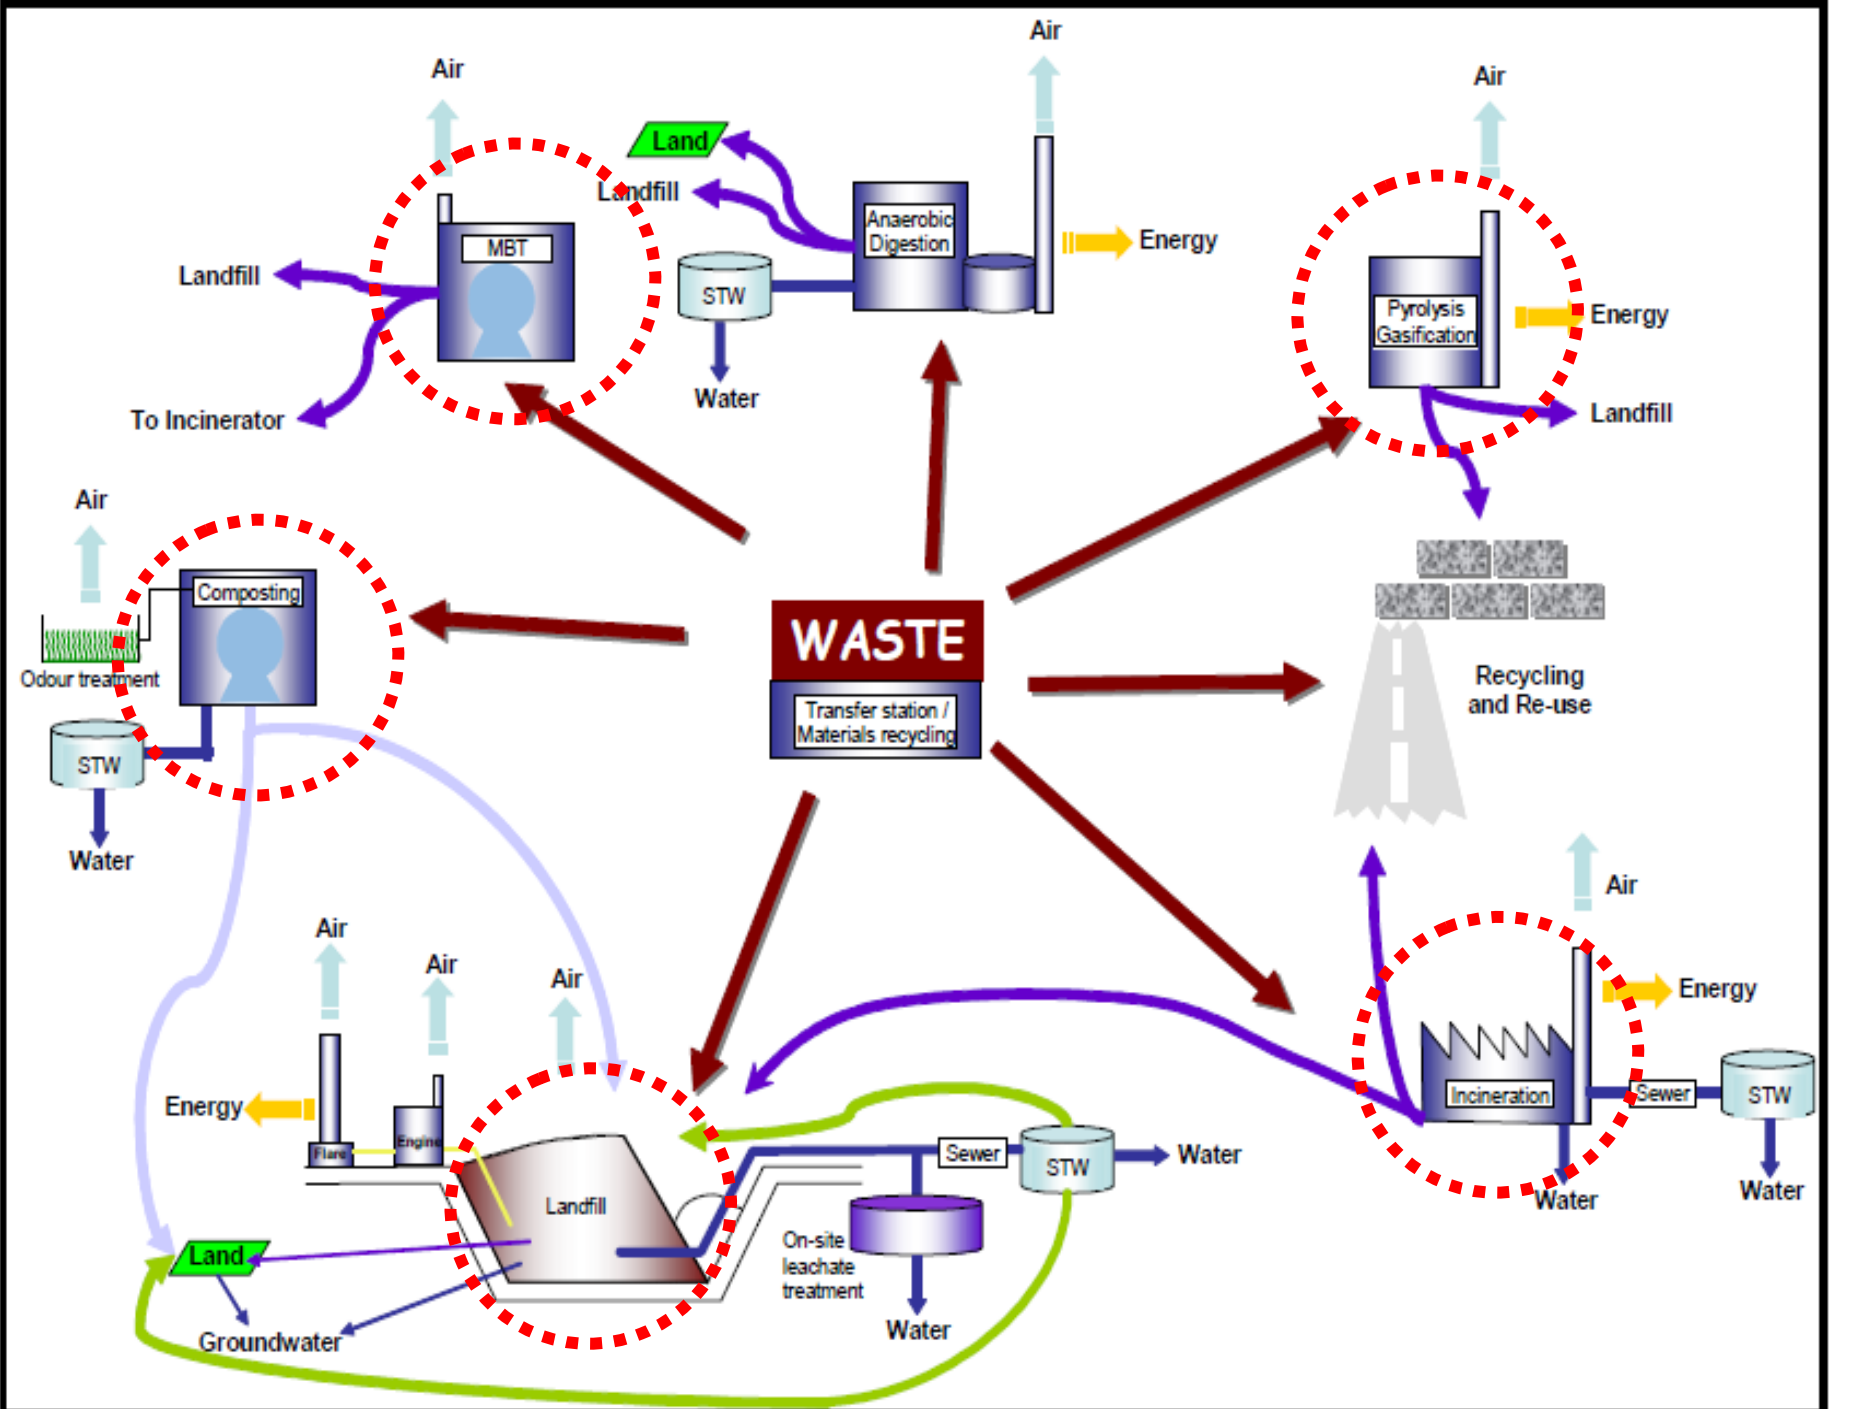 Air
Air
Air
Land
Landfill
Anaerobic
Digestion
Energy
MBT
Landfill
STW
Pyrolysis
Gasification
Energy
Water
To Incinerator
Landfill
Air
Composting
WASTE
Odour treatment
Recycling
and Re-use
Transfer station /
Materials recycling
STW
Water
Air
Air
Air
Air
Energy
Energy
Incineration
Sewer
STW
Flare
Engine
Sewer
STW
Water
Landfill
Water
Water
On-site
leachate
treatment
Land
Groundwater
Water